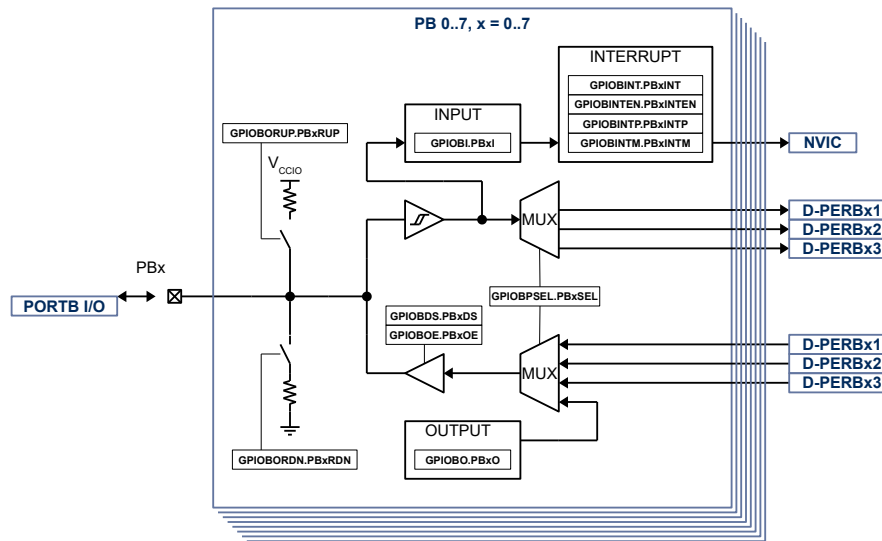 PB 0..7, x = 0..7
INTERRUPT
GPIOBINT.PBxINT
GPIOBINTEN.PBxINTEN
GPIOBINTP.PBxINTP
GPIOBINTM.PBxINTM
INPUT
GPIOBI.PBxI
NVIC
GPIOBORUP.PBxRUP
VCCIO
MUX
D-PERBx1
D-PERBx2
D-PERBx3
PBx
PORTB I/O
GPIOBPSEL.PBxSEL
GPIOBDS.PBxDS
GPIOBOE.PBxOE
MUX
D-PERBx1
D-PERBx2
D-PERBx3
OUTPUT
GPIOBO.PBxO
GPIOBORDN.PBxRDN